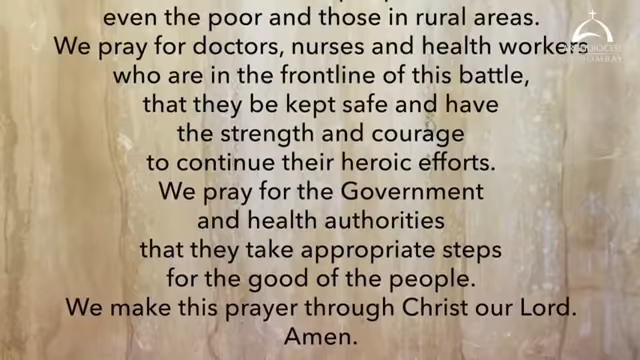 even the poor and those in rural areas.
We pray for doctors, nurses and health workers
who are in the frontline of this battle,
that they be kept safe and have
the strength and courage
to continue their heroic efforts.
We pray for the Government
and health authorities
that they take appropriate steps
for the good of the people.
We make this prayer through Christ our Lord.
Amen.